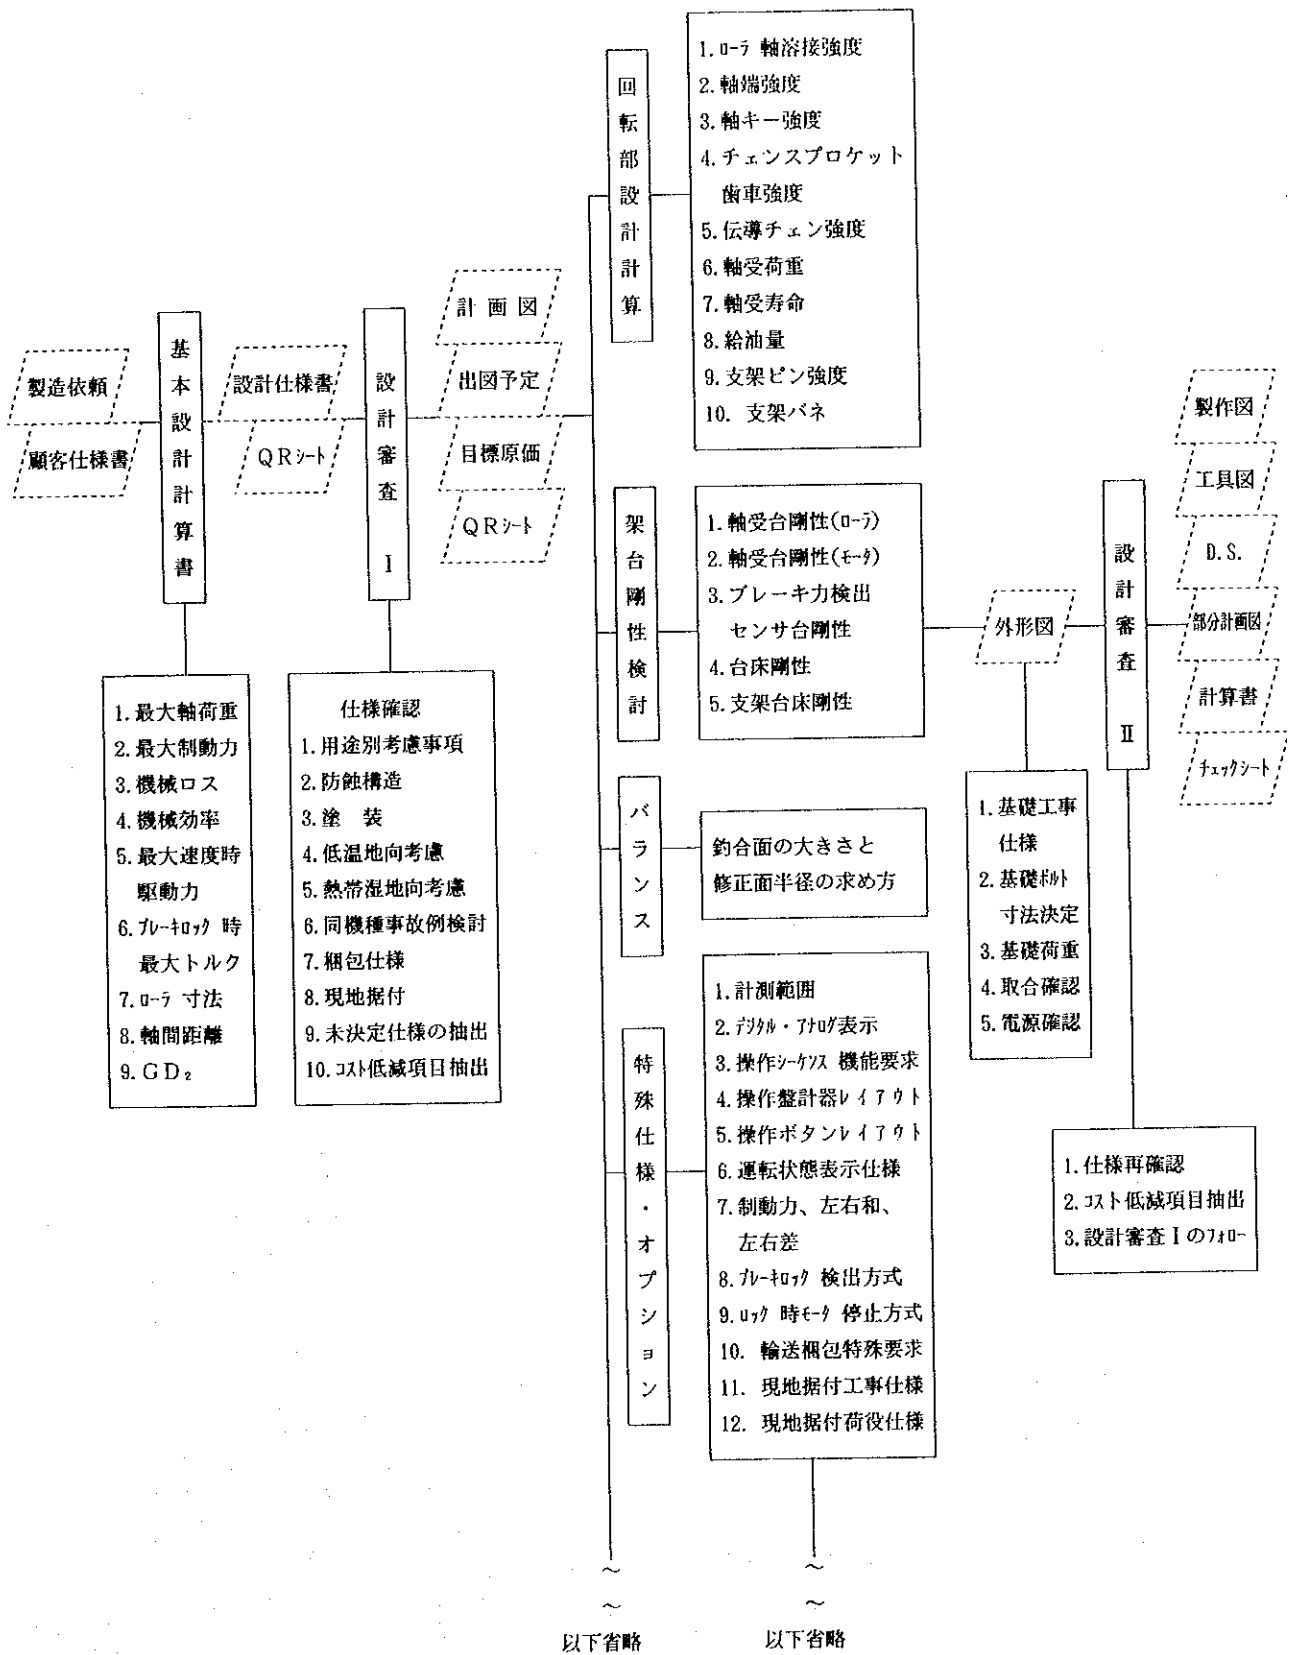 製造依頼
顧客仕様書
基本設計計算書
1.最大軸荷重
2.最大制動力
3.機械ロス
4.機械効率
5.最大速度時
駆動力
6.ブレーキロック 時
最大トルク
7.ローラ 寸法
8.軸間距離
9.GD₂
設計仕様書
QRシート
設計審査 Ⅰ
仕様確認
1.用途別考慮事項
2.防蝕構造
3.塗 装
4.低温地向考慮
5.熱帯湿地向考慮
6.同機種事故例検討
7.梱包仕様
8.現地据付
9.未決定仕様の抽出
10.コスト低減項目抽出
計画図
出図予定
目標原価
QRシート
回転部設計計算
1.ローラ 軸溶接強度
2.軸端強度
3.軸キー強度
4.チェンスプロケット
歯車強度
5.伝導チェン強度
6.軸受荷重
7.軸受寿命
8.給油量
9.支架ピン強度
10. 支架バネ
架台剛性検討
1.軸受台剛性(ローラ)
2.軸受台剛性(モータ)
3.ブレーキ力検出
センサ台剛性
4.台床剛性
5.支架台床剛性
バランス
釣合面の大きさと
修正面半径の求め方
特殊仕様・オプション
1.計測範囲
2.デジタル・アナログ表示
3.操作シーケンス 機能要求
4.操作盤計器レイアウト
5.操作ボタンレイアウト
6.運転状態表示仕様
7.制動力、左右和、
左右差
8.ブレーキロック 検出方式
9.ロック 時モータ 停止方式
10. 輸送梱包特殊要求
11. 現地据付工事仕様
12. 現地据付荷役仕様
～
～
以下省略
～
～
以下省略
外形図
1.基礎工事
仕様
2.基礎ボルト
寸法決定
3.基礎荷重
4.取合確認
5.電源確認
設計審査 Ⅱ
1.仕様再確認
2.コスト低減項目抽出
3.設計審査Ⅰのフォロー
製作図
工具図
D.S.
部分計画図
計算書
チェックシート